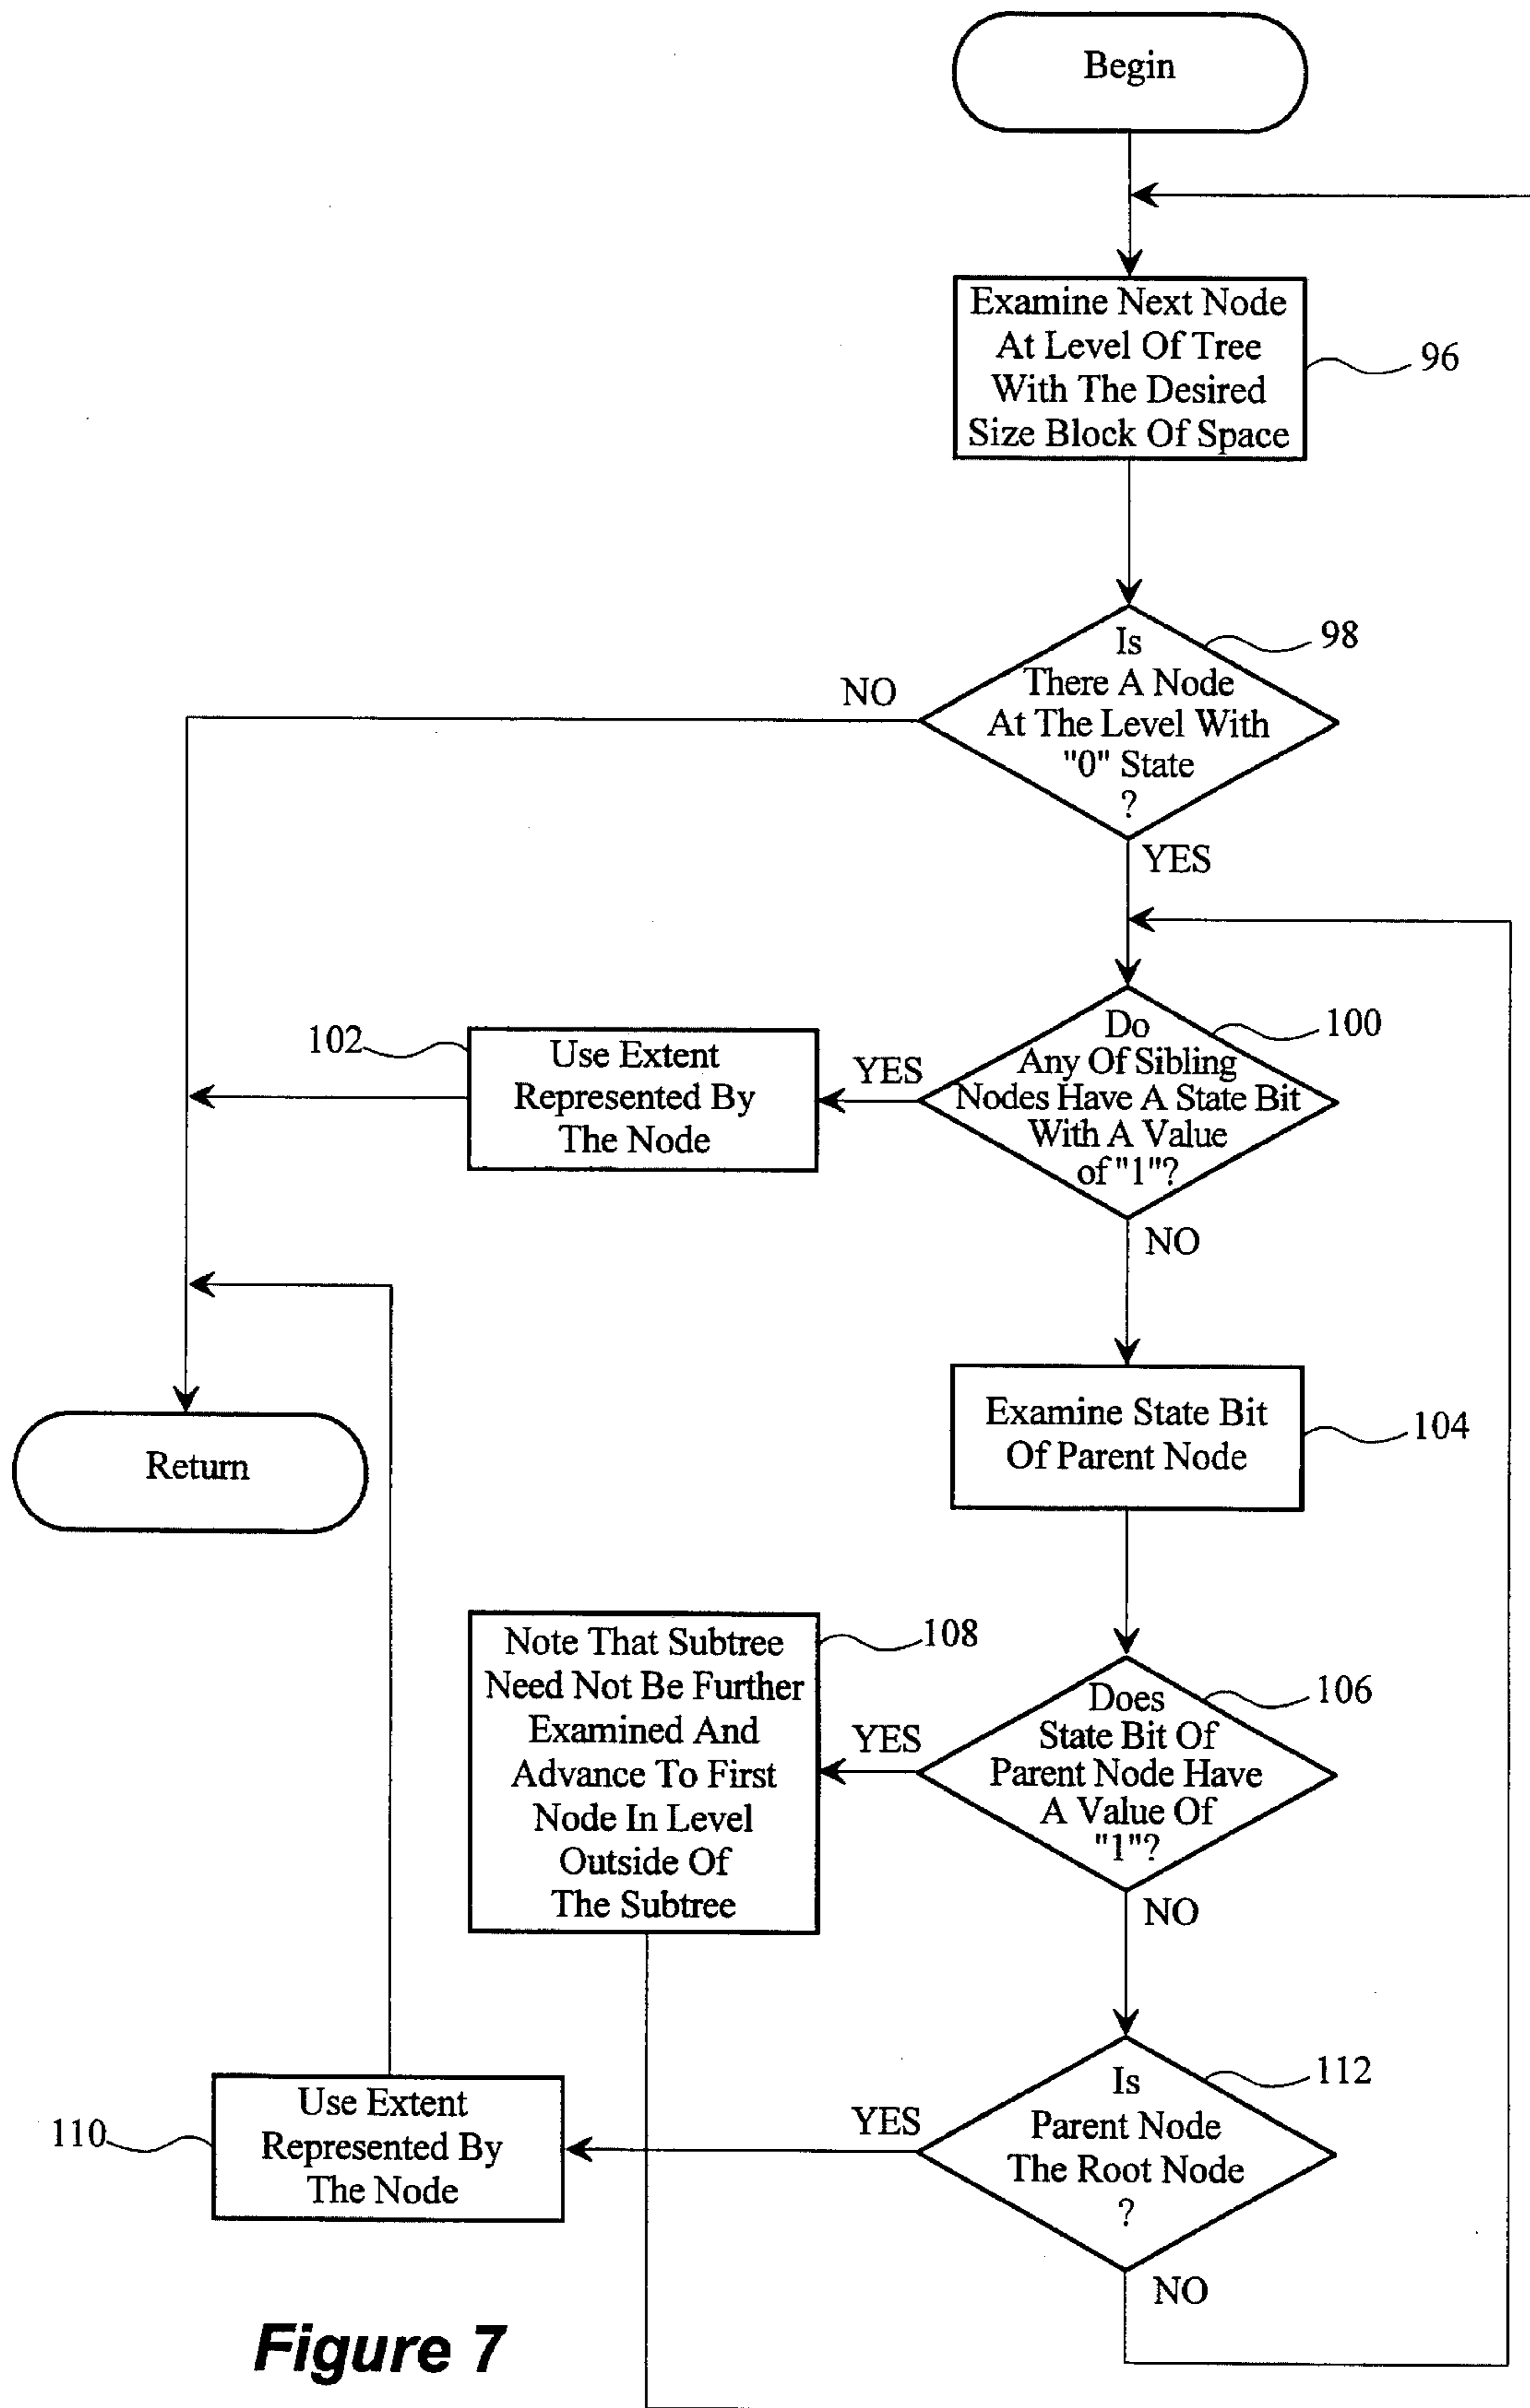 Begin
Examine Next Node
At Level Of Tree
With The Desired
Size Block Of Space
96
Is
There A Node
At The Level With
"0" State
?
98
NO
YES
Do
Any Of Sibling
Nodes Have A State Bit
With A Value
of "1"?
100
YES
102
Use Extent
Represented By
The Node
NO
Examine State Bit
Of Parent Node
104
Return
Does
State Bit Of
Parent Node Have
A Value Of
"1"?
106
YES
Note That Subtree
Need Not Be Further
Examined And
Advance To First
Node In Level
Outside Of
The Subtree
108
NO
Is
Parent Node
The Root Node
?
112
YES
110
Use Extent
Represented By
The Node
NO
Figure 7